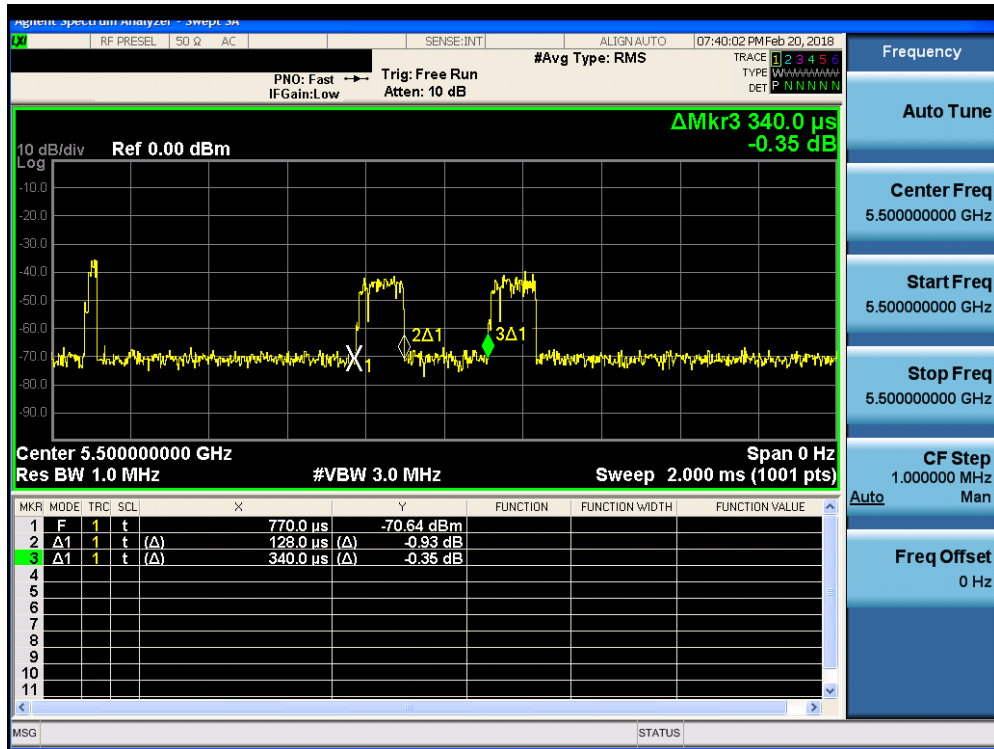 Agilent Spectrum Analyzer - Swept SA
LXI RF PRESEL 50 Ω AC SENSE:INT ALIGN AUTO 07:40:02 PM Feb 20, 2018
#Avg Type: RMS TRACE 1 2 3 4 5 6
PNO: Fast Trig: Free Run TYPE WWWWWW
IFGain:Low Atten: 10 dB DET P N N N N N
ΔMkr3 340.0 µs
10 dB/div Ref 0.00 dBm -0.35 dB
Log
-10.0
-20.0
-30.0
-40.0
-50.0
-60.0
2Δ1 3Δ1
-70.0
X1
-80.0
-90.0
Center 5.500000000 GHz Span 0 Hz
Res BW 1.0 MHz #VBW 3.0 MHz Sweep 2.000 ms (1001 pts)
MKR MODE TRC SCL X Y FUNCTION FUNCTION WIDTH FUNCTION VALUE
1 F 1 t 770.0 µs -70.64 dBm
2 Δ1 1 t (Δ) 128.0 µs (Δ) -0.93 dB
3 Δ1 1 t (Δ) 340.0 µs (Δ) -0.35 dB
4
5
6
7
8
9
10
11
MSG STATUS
Frequency
Auto Tune
Center Freq
5.500000000 GHz
Start Freq
5.500000000 GHz
Stop Freq
5.500000000 GHz
CF Step
1.000000 MHz
Auto Man
Freq Offset
0 Hz